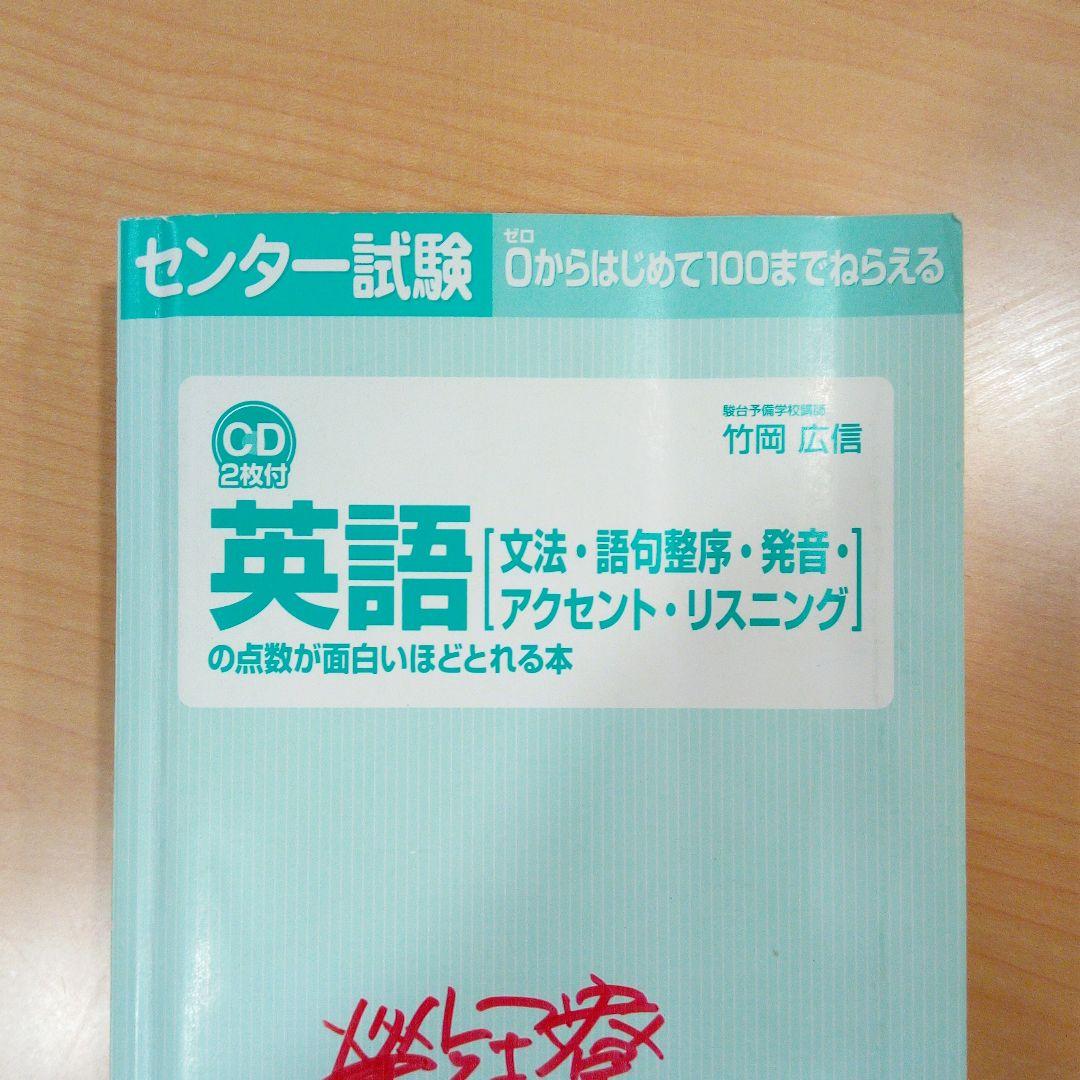 センター試験
ゼロ
0からはじめて100までねらえる
CD
2枚付
駿台予備学校講師
竹岡 広信
英語
[文法・語句整序・発音・
アクセント・リスニング]
の点数が面白いほどとれる本